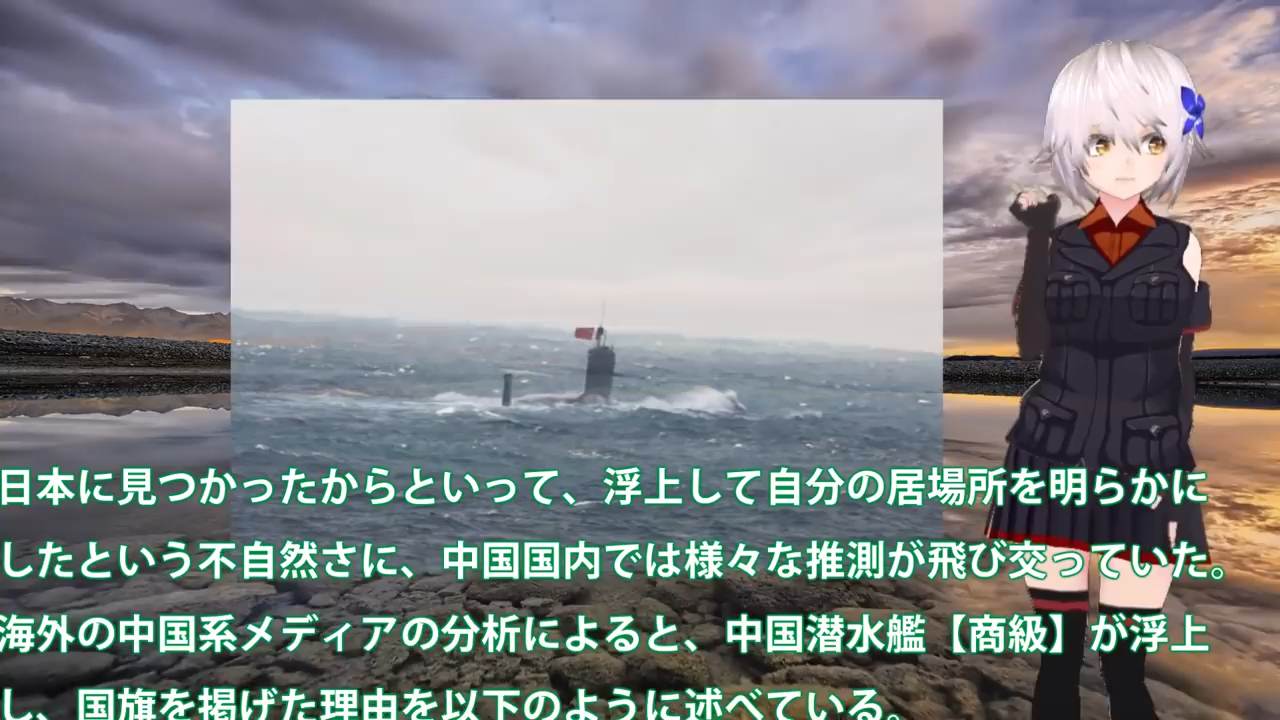 日本に見つかったからといって、浮上して自分の居場所を明らかに
したという不自然さに、中国国内では様々な推測が飛び交っていた。
海外の中国系メディアの分析によると、中国潜水艦【商級】が浮上
し、国旗を掲げた理由を以下のように述べている。